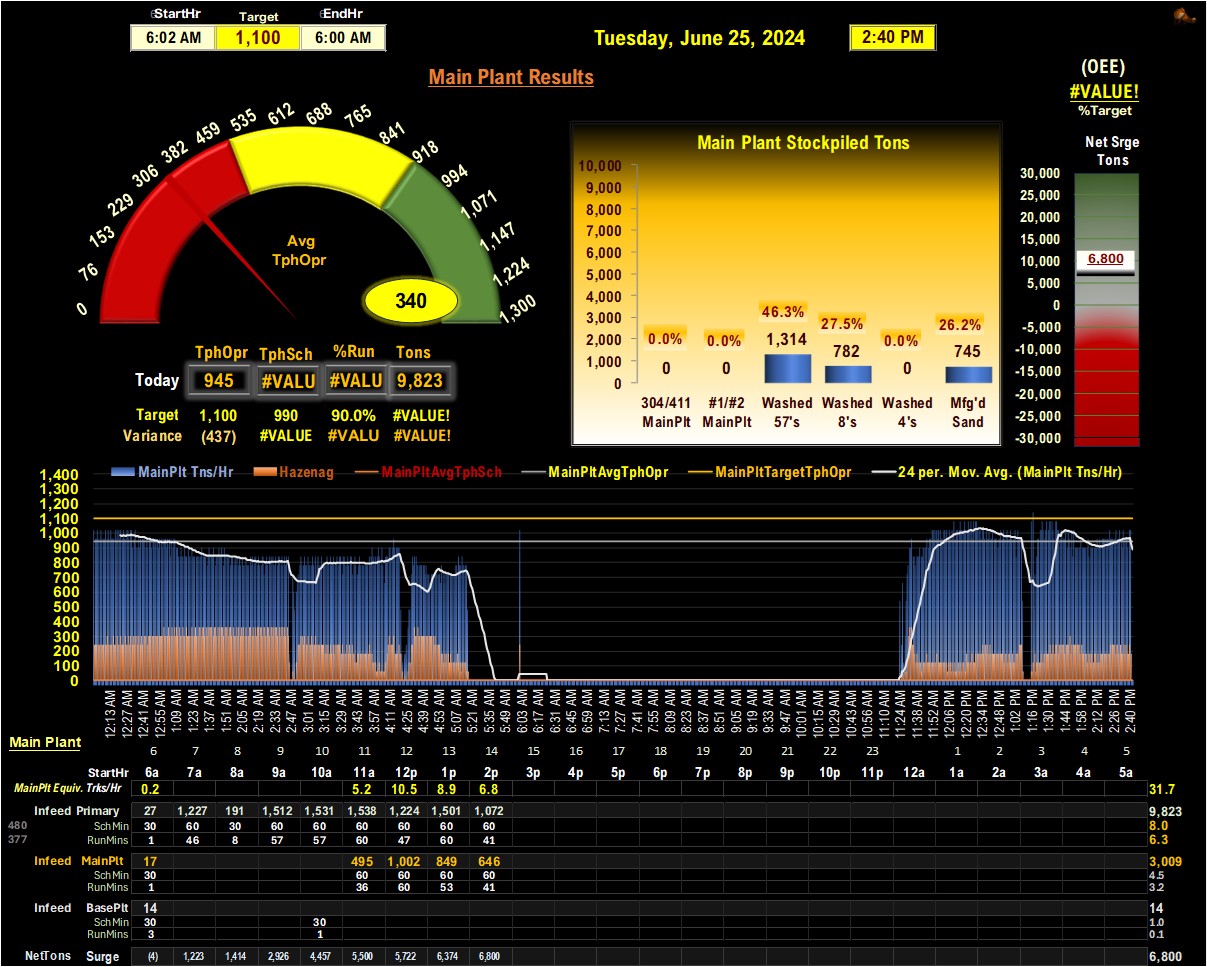 StartHr Target EndHr
6:02 AM 1,100 6:00 AM
Tuesday, June 25, 2024 2:40 PM
Main Plant Results
(OEE)
#VALUE!
%Target
Net Srge
Tons
0 76 153 229 306 382 459 535 612 688 765 841 918 994 1,071 1,147 1,224 1,300
Avg
TphOpr
340
Main Plant Stockpiled Tons
10,000
9,000
8,000
7,000
6,000
5,000
4,000
3,000
2,000
1,000
0
0.0% 0.0% 46.3% 27.5% 0.0% 26.2%
0 0 1,314 782 0 745
304/411 #1/#2 Washed Washed Washed Mfg'd
MainPlt MainPlt 57's 8's 4's Sand
30,000
25,000
20,000
15,000
10,000
5,000
0
-5,000
-10,000
-15,000
-20,000
-25,000
-30,000
6,800
TphOpr TphSch %Run Tons
Today 945 #VALU #VALU 9,823
Target 1,100 990 90.0% #VALUE!
Variance (437) #VALUE #VALU #VALUE!
MainPlt Tns/Hr Hazenag MainPltAvgTphSch MainPltAvgTphOpr MainPltTargetTphOpr 24 per. Mov. Avg. (MainPlt Tns/Hr)
1,400
1,300
1,200
1,100
1,000
900
800
700
600
500
400
300
200
100
0
12:13 AM 12:27 AM 12:41 AM 12:55 AM 1:09 AM 1:23 AM 1:37 AM 1:51 AM 2:05 AM 2:19 AM 2:33 AM 2:47 AM 3:01 AM 3:15 AM 3:29 AM 3:43 AM 3:57 AM 4:11 AM 4:25 AM 4:39 AM 4:53 AM 5:07 AM 5:21 AM 5:35 AM 5:49 AM 6:03 AM 6:17 AM 6:31 AM 6:45 AM 6:59 AM 7:13 AM 7:27 AM 7:41 AM 7:55 AM 8:09 AM 8:23 AM 8:37 AM 8:51 AM 9:05 AM 9:19 AM 9:33 AM 9:47 AM 10:01 AM 10:15 AM 10:29 AM 10:43 AM 10:56 AM 11:10 AM 11:24 AM 11:38 AM 11:52 AM 12:06 PM 12:20 PM 12:34 PM 12:48 PM 1:02 PM 1:16 PM 1:30 PM 1:44 PM 2:12 PM 2:26 PM 2:40 PM
Main Plant
6 7 8 9 10 11 12 13 14 15 16 17 18 19 20 21 22 23 1 2 3 4 5
StartHr 6a 7a 8a 9a 10a 11a 12p 1p 2p 3p 4p 5p 6p 7p 8p 9p 10p 11p 12a 1a 2a 3a 4a 5a
MainPlt Equiv. Trks/Hr 0.2 5.2 10.5 8.9 6.8 31.7
Infeed Primary 27 1,227 191 1,512 1,531 1,538 1,224 1,501 1,072 9,823
480 SchMin 30 60 30 60 60 60 60 60 60 8.0
377 RunMins 1 46 8 57 57 60 47 60 41 6.3
Infeed MainPlt 17 495 1,002 849 646 3,009
SchMin 30 60 60 60 60 4.5
RunMins 1 36 60 53 41 3.2
Infeed BasePlt 14 14
SchMin 30 30 1.0
RunMins 3 1 0.1
NetTons Surge (4) 1,223 1,414 2,926 4,457 5,500 5,722 6,374 6,800 6,800